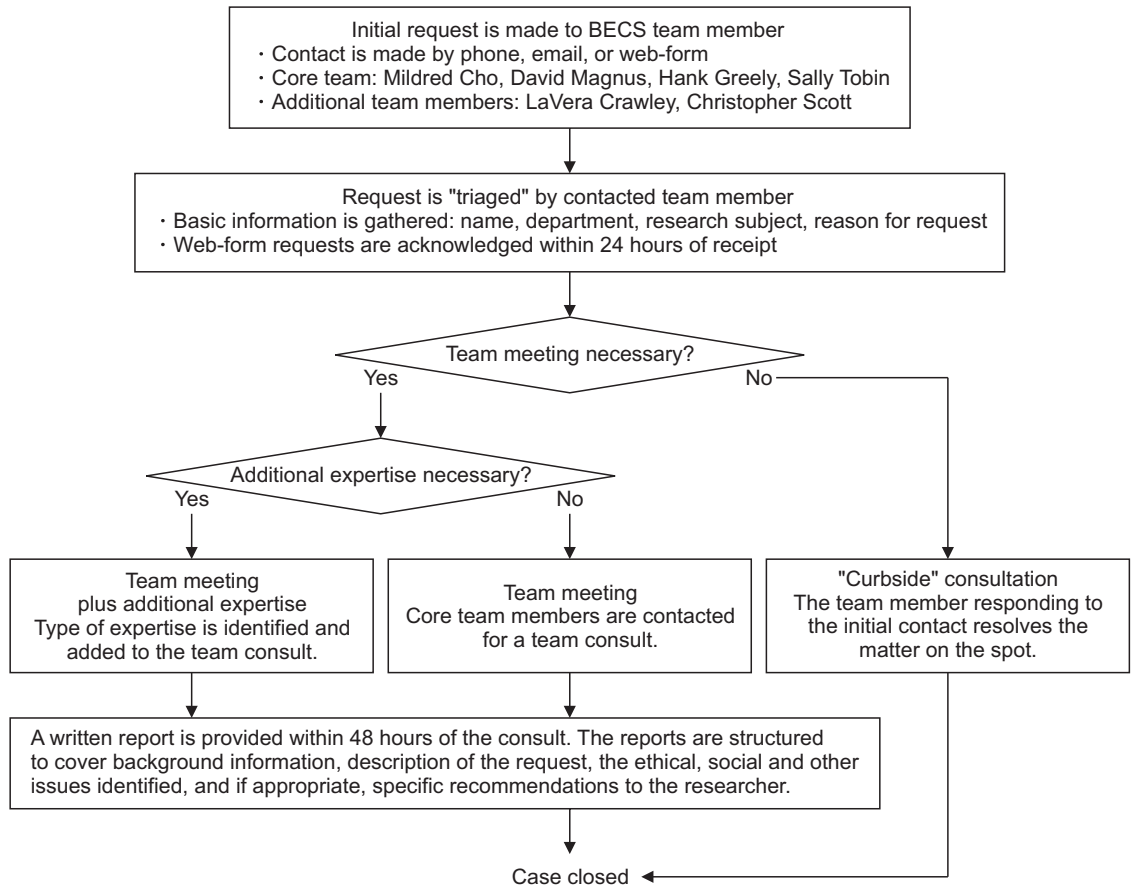 Initial request is made to BECS team member
· Contact is made by phone, email, or web-form
· Core team: Mildred Cho, David Magnus, Hank Greely, Sally Tobin
· Additional team members: LaVera Crawley, Christopher Scott
Request is "triaged" by contacted team member
· Basic information is gathered: name, department, research subject, reason for request
· Web-form requests are acknowledged within 24 hours of receipt
Team meeting necessary?
Yes
No
Additional expertise necessary?
Yes
No
Team meeting
plus additional expertise
Type of expertise is identified and
added to the team consult.
Team meeting
Core team members are contacted
for a team consult.
"Curbside" consultation
The team member responding to
the initial contact resolves the
matter on the spot.
A written report is provided within 48 hours of the consult. The reports are structured
to cover background information, description of the request, the ethical, social and other
issues identified, and if appropriate, specific recommendations to the researcher.
Case closed